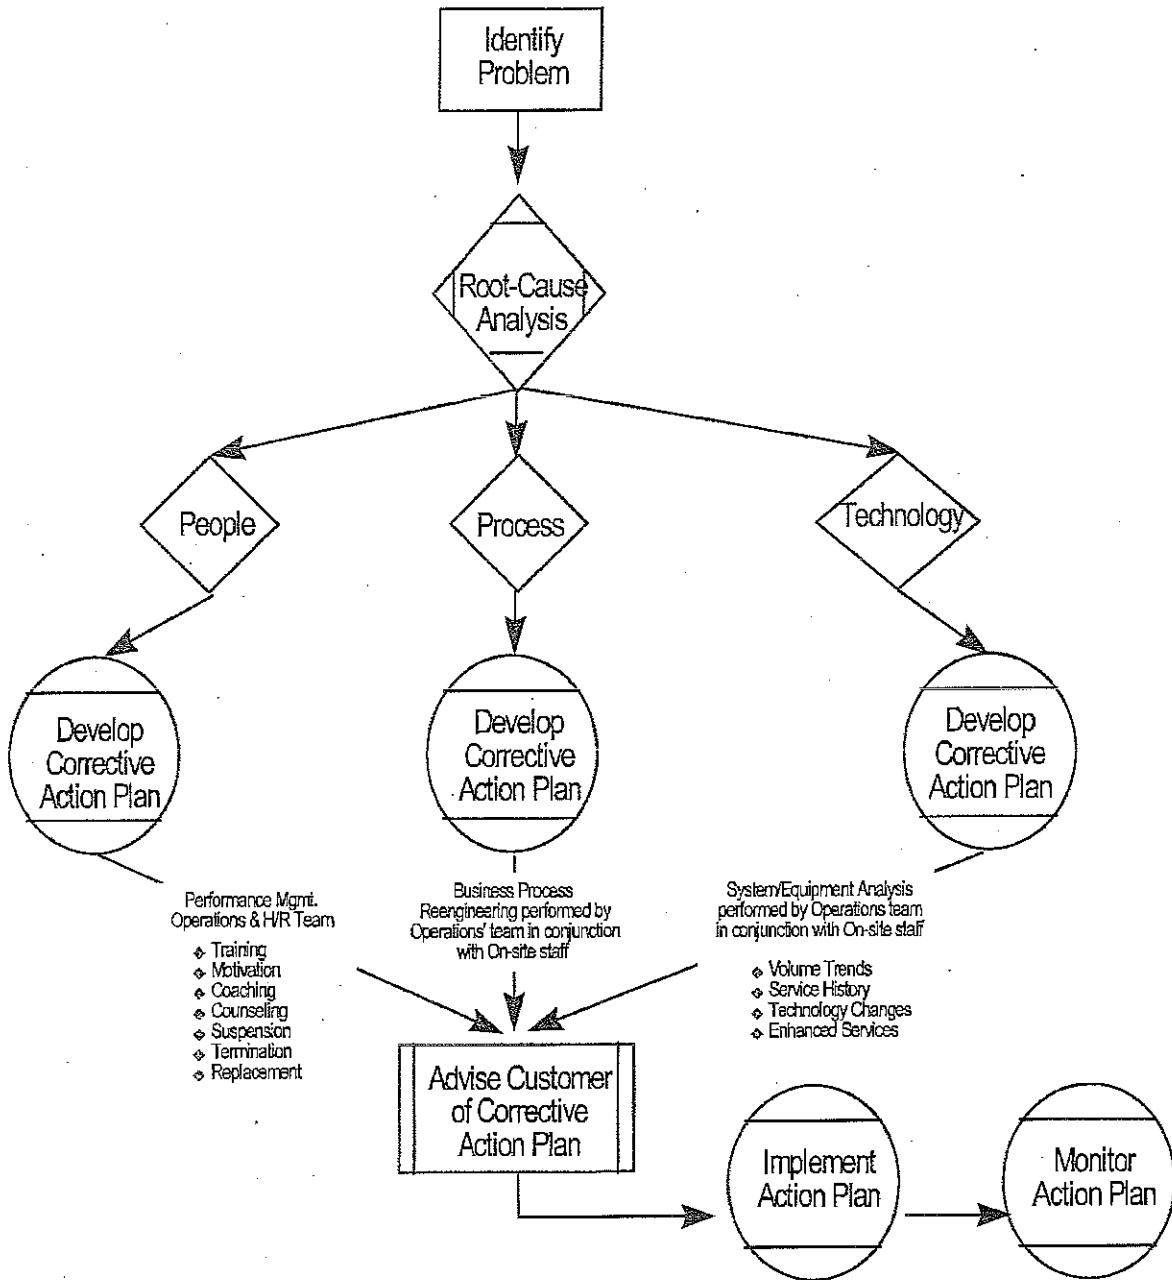 Identify
Problem
Root-Cause
Analysis
People
Process
Technology
Develop
Corrective
Action Plan
Develop
Corrective
Action Plan
Develop
Corrective
Action Plan
Performance Mgmt.
Operations & H/R Team
Training
Motivation
Coaching
Counseling
Suspension
Termination
Replacement
Business Process
Reengineering performed by
Operations' team in conjunction
with On-site staff
System/Equipment Analysis
performed by Operations team
in conjunction with On-site staff
Volume Trends
Service History
Technology Changes
Enhanced Services
Advise Customer
of Corrective
Action Plan
Implement
Action Plan
Monitor
Action Plan